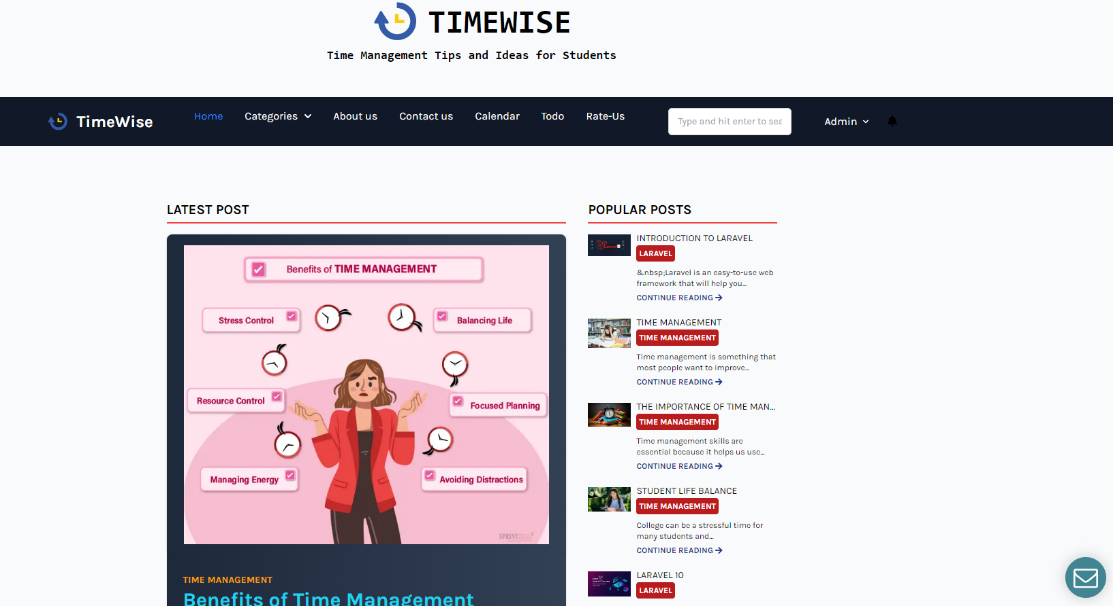 TIMEWISE
Time Management Tips and Ideas for Students
TimeWise
Home
Categories
About us
Contact us
Calendar
Todo
Rate-Us
Type and hit enter to sea
Admin
LATEST POST
Benefits of TIME MANAGEMENT
Stress Control
Balancing Life
Resource Control
Focused Planning
Managing Energy
Avoiding Distractions
TIME MANAGEMENT
Benefits of Time Management
POPULAR POSTS
INTRODUCTION TO LARAVEL
LARAVEL
&nbsp;Laravel is an easy-to-use web
framework that will help you...
CONTINUE READING →
TIME MANAGEMENT
TIME MANAGEMENT
Time management is something that
most people want to improve...
CONTINUE READING →
THE IMPORTANCE OF TIME MAN...
TIME MANAGEMENT
Time management skills are
essential because it helps us use...
CONTINUE READING →
STUDENT LIFE BALANCE
TIME MANAGEMENT
College can be a stressful time for
many students and...
CONTINUE READING →
LARAVEL 10
LARAVEL